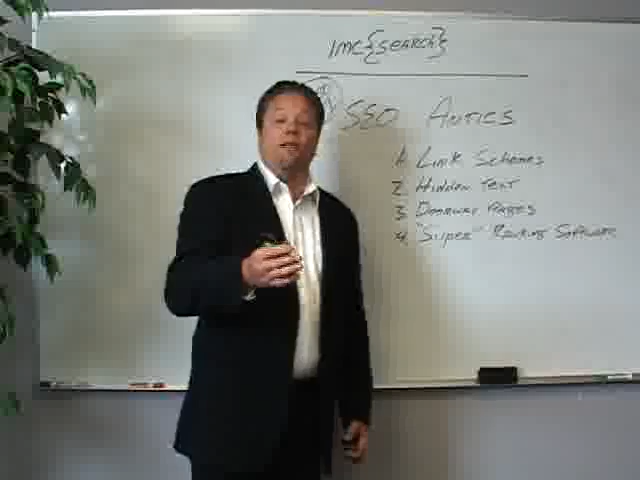 IMC{SEARCH}
SEO ANTICS
1. LINK SCHEMES
2. HIDDEN TEXT
3. DOORWAY PAGES
4. "SUPER" RANKING SOFTWARE